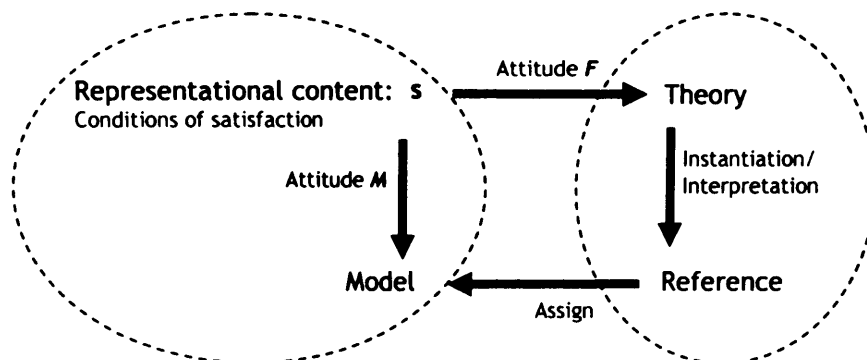 Attitude F
Representational content: S
Theory
Conditions of satisfaction
Attitude M
Instantiation/
Interpretation
Model
Reference
Assign